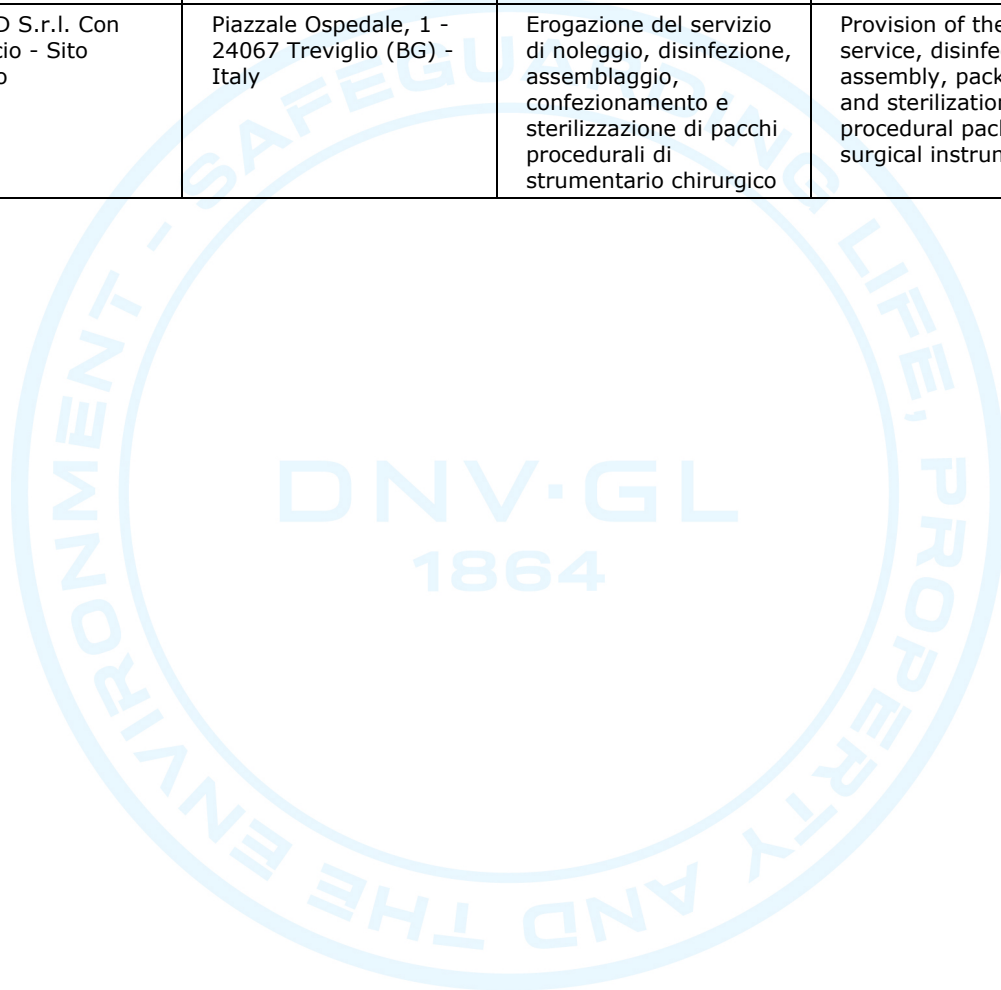 D S.r.l. Con
cio - Sito
o
Piazzale Ospedale, 1 -
24067 Treviglio (BG) -
Italy
Erogazione del servizio
di noleggio, disinfezione,
assemblaggio,
confezionamento e
sterilizzazione di pacchi
procedurali di
strumentario chirurgico
Provision of the
service, disinfe
assembly, pack
and sterilization
procedural pack
surgical instrum
SAFEGUARDING LIFE, PROPERTY AND THE ENVIRONMENT -
DNV·GL
1864